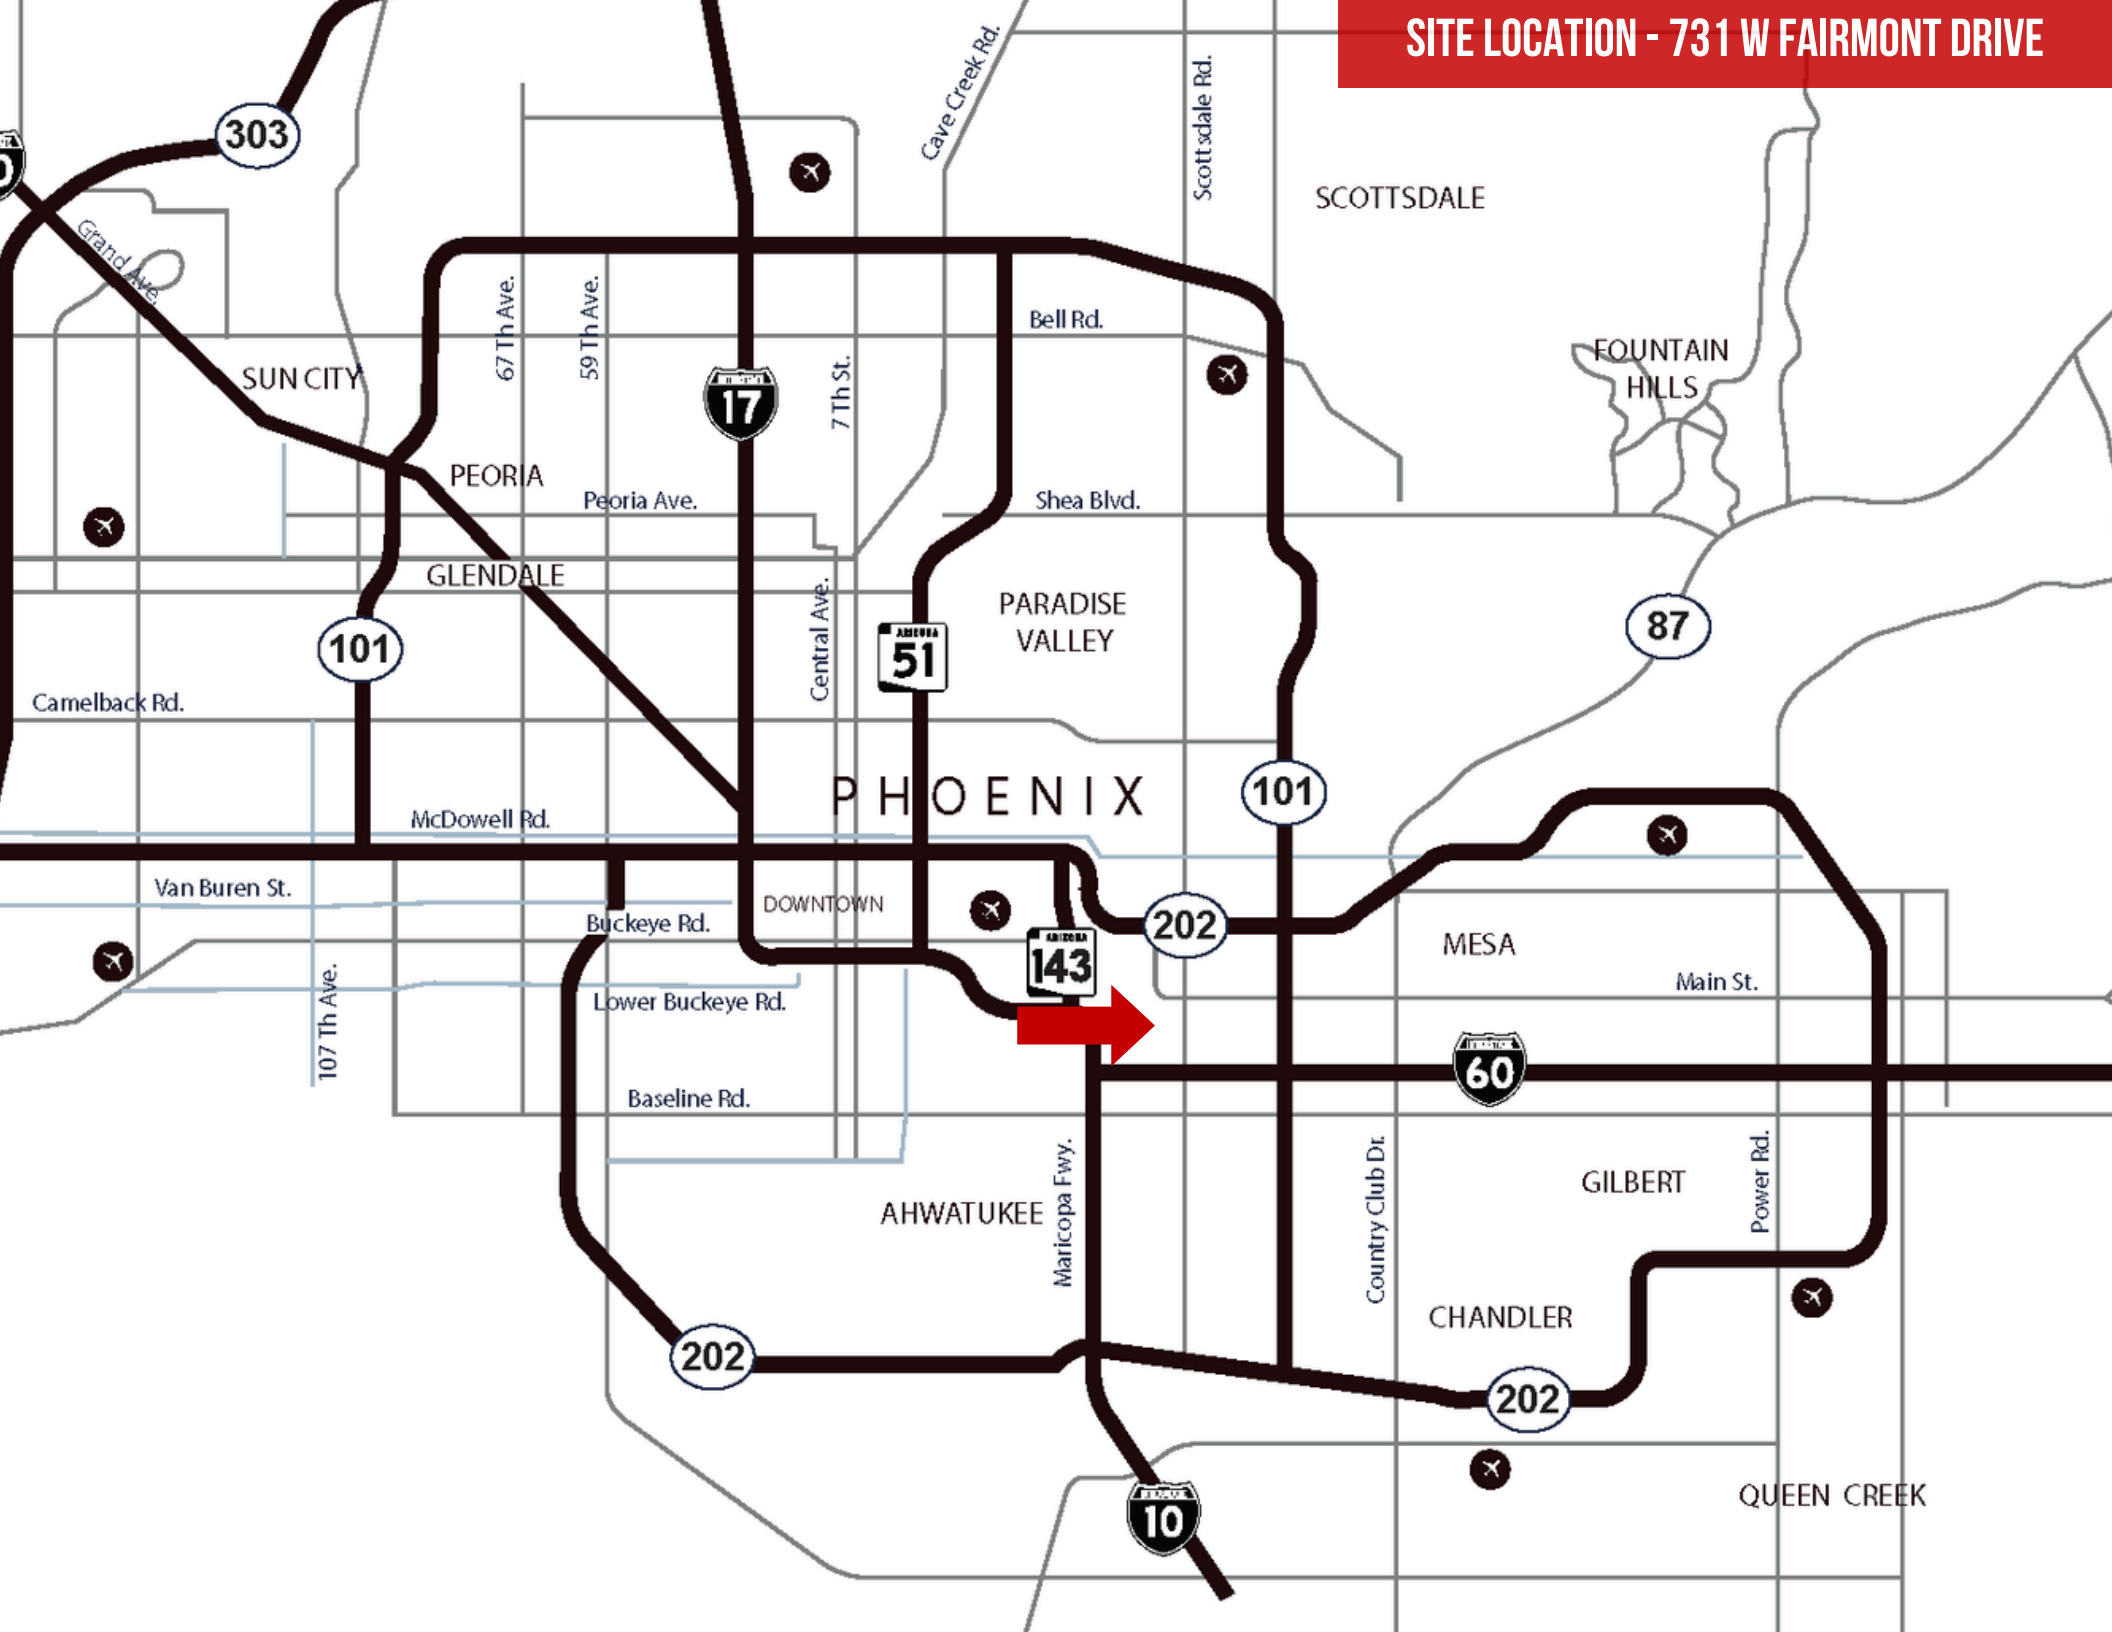 SITE LOCATION - 731 W FAIRMONT DRIVE
Cave Creek Rd.
Scottsdale Rd.
303
SCOTTSDALE
Grand Ave.
67 Th Ave.
59 Th Ave.
Bell Rd.
FOUNTAIN
HILLS
SUN CITY
17
7 Th St.
PEORIA
Peoria Ave.
Shea Blvd.
GLENDALE
Central Ave.
PARADISE
VALLEY
87
101
ARIZONA
51
Camelback Rd.
PHOENIX
101
McDowell Rd.
Van Buren St.
DOWNTOWN
Buckeye Rd.
202
ARIZONA
143
MESA
Main St.
107 Th Ave.
Lower Buckeye Rd.
60
Baseline Rd.
Maricopa Fwy.
Country Club Dr.
Power Rd.
GILBERT
AHWATUKEE
CHANDLER
202
202
QUEEN CREEK
10